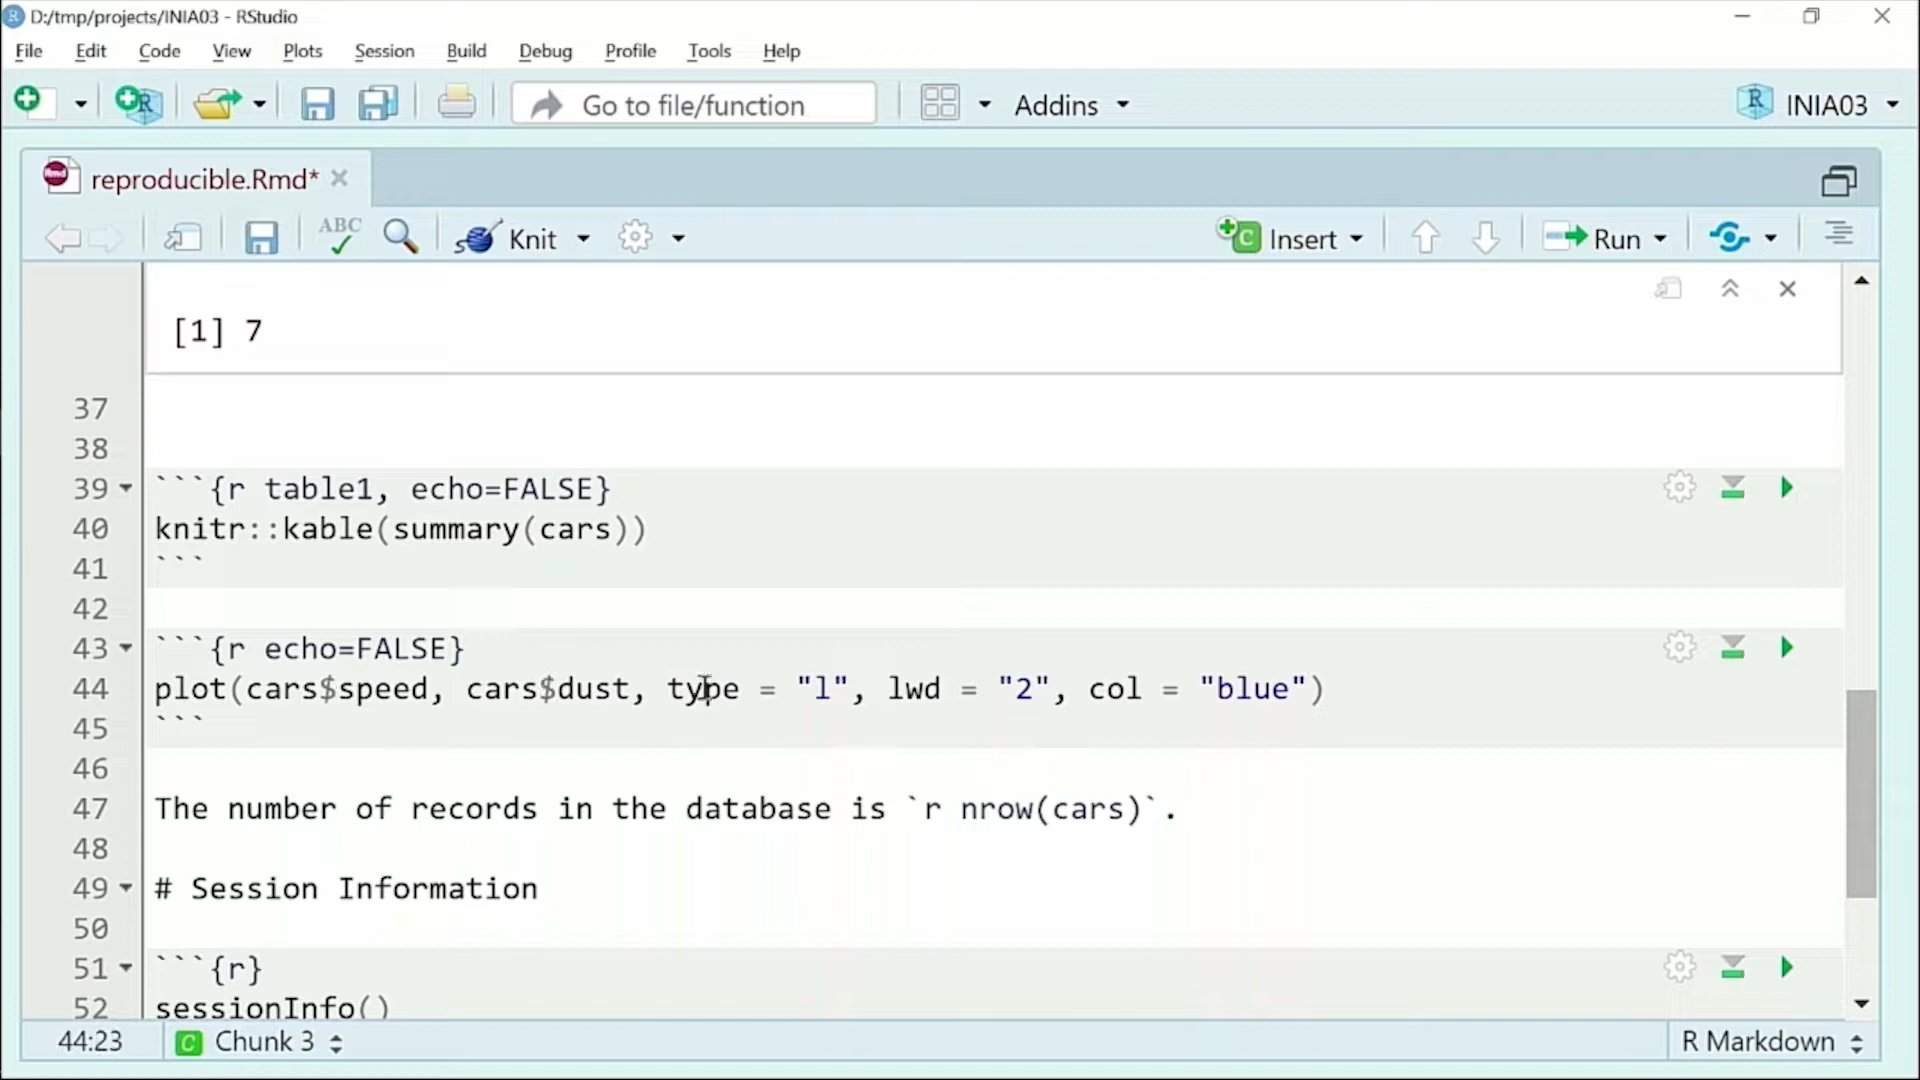 D:/tmp/projects/INIA03 - RStudio
File Edit Code View Plots Session Build Debug Profile Tools Help
Go to file/function Addins INIA03
reproducible.Rmd*
ABC Knit Insert Run
[1] 7
37
38
39 ```{r table1, echo=FALSE}
40 knitr::kable(summary(cars))
41 ```
42
43 ```{r echo=FALSE}
44 plot(cars$speed, cars$dust, type = "l", lwd = "2", col = "blue")
45 ```
46
47 The number of records in the database is `r nrow(cars)`.
48
49 # Session Information
50
51 ```{r}
52 sessionInfo()
44:23 C Chunk 3 R Markdown